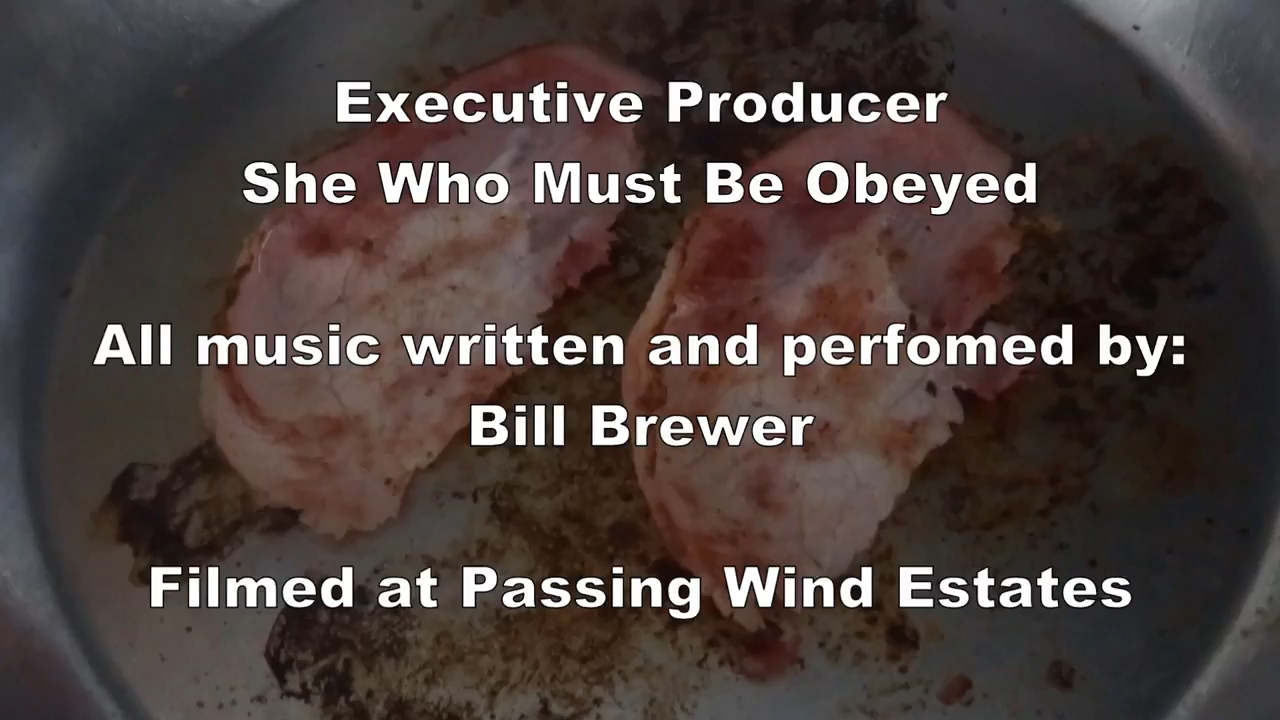 Executive Producer
She Who Must Be Obeyed
All music written and perfomed by:
Bill Brewer
Filmed at Passing Wind Estates